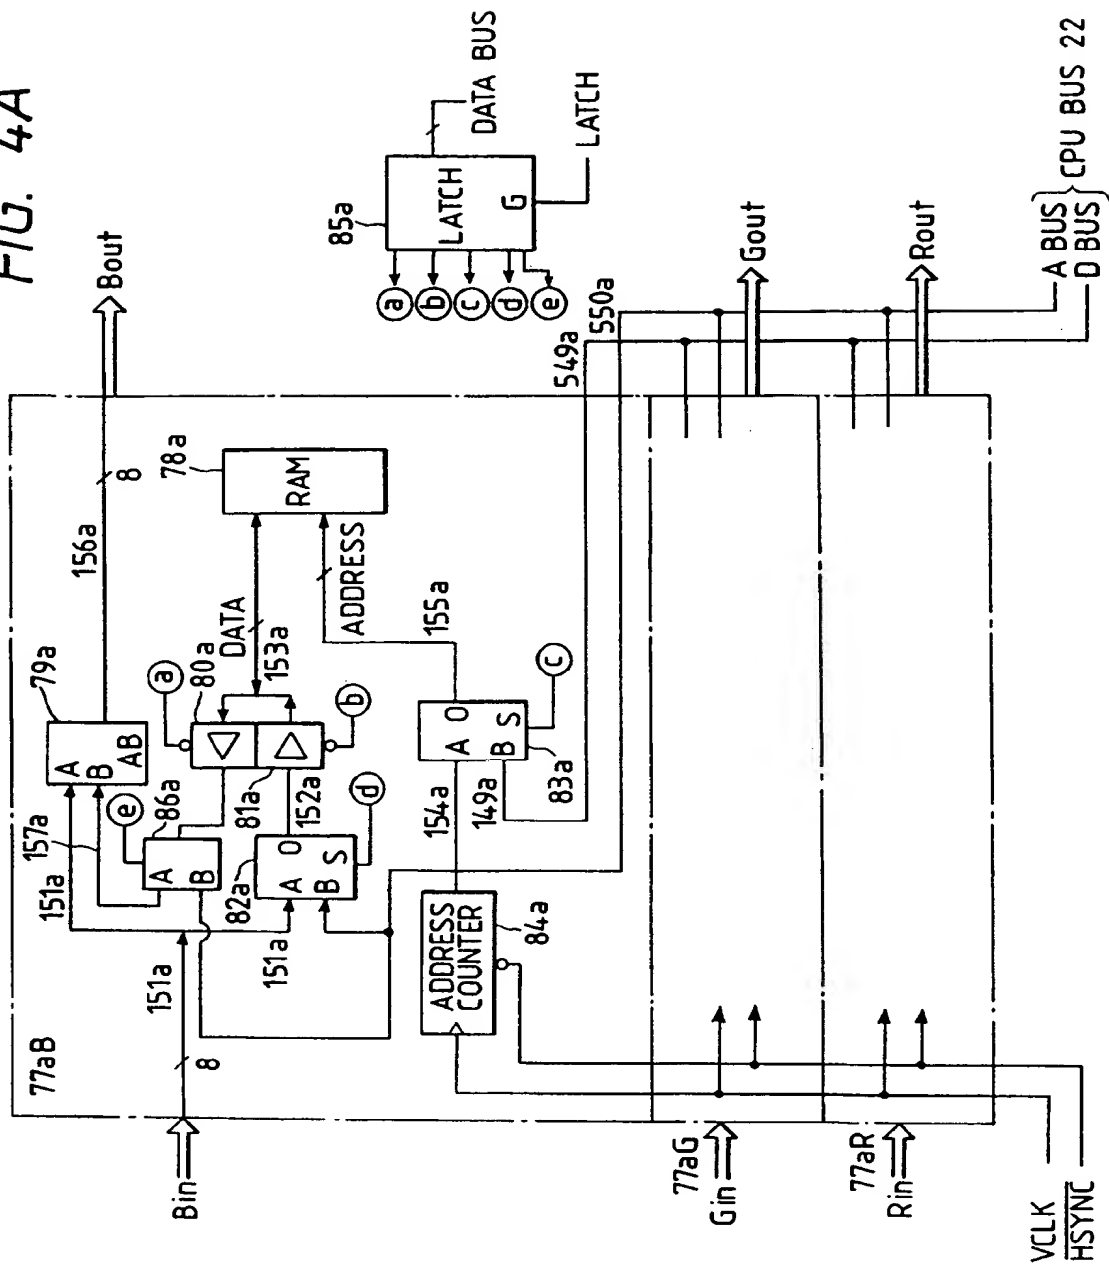 FIG. 4A
77aB
Bin
8
151a
151a
157a
e
86a
A
B
79a
A
B
AB
156a
8
Bout
a
80a
DATA
153a
81a
152a
b
82a
A
B
O
S
d
151a
78a
RAM
ADDRESS
155a
ADDRESS
COUNTER
84a
154a
149a
A
B
O
S
83a
c
85a
LATCH
G
DATA BUS
LATCH
a
b
c
d
e
549a
550a
77aG
Gin
Gout
77aR
Rin
Rout
VCLK
HSYNC
A BUS
D BUS
CPU BUS 22